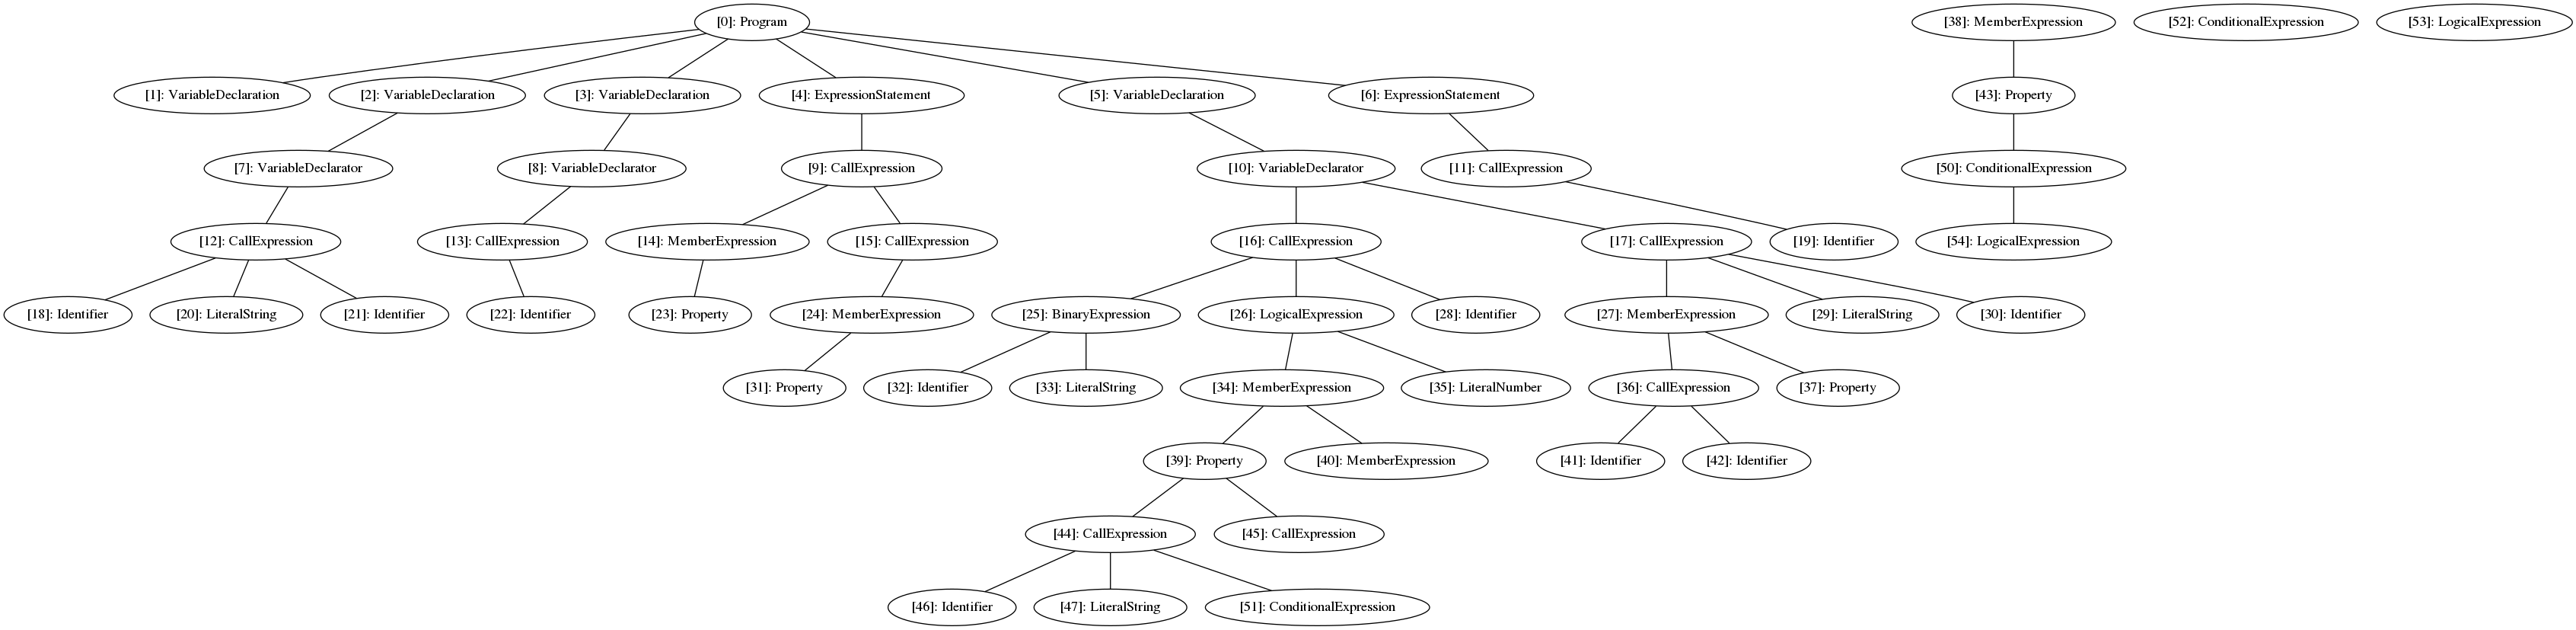 [0]: Program
[38]: MemberExpression
[52]: ConditionalExpression
[53]: LogicalExpression
[1]: VariableDeclaration
[2]: VariableDeclaration
[3]: VariableDeclaration
[4]: ExpressionStatement
[5]: VariableDeclaration
[6]: ExpressionStatement
[43]: Property
[7]: VariableDeclarator
[8]: VariableDeclarator
[9]: CallExpression
[10]: VariableDeclarator
[11]: CallExpression
[50]: ConditionalExpression
[12]: CallExpression
[13]: CallExpression
[14]: MemberExpression
[15]: CallExpression
[16]: CallExpression
[17]: CallExpression
[19]: Identifier
[54]: LogicalExpression
[18]: Identifier
[20]: LiteralString
[21]: Identifier
[22]: Identifier
[23]: Property
[24]: MemberExpression
[25]: BinaryExpression
[26]: LogicalExpression
[28]: Identifier
[27]: MemberExpression
[29]: LiteralString
[30]: Identifier
[31]: Property
[32]: Identifier
[33]: LiteralString
[34]: MemberExpression
[35]: LiteralNumber
[36]: CallExpression
[37]: Property
[39]: Property
[40]: MemberExpression
[41]: Identifier
[42]: Identifier
[44]: CallExpression
[45]: CallExpression
[46]: Identifier
[47]: LiteralString
[51]: ConditionalExpression